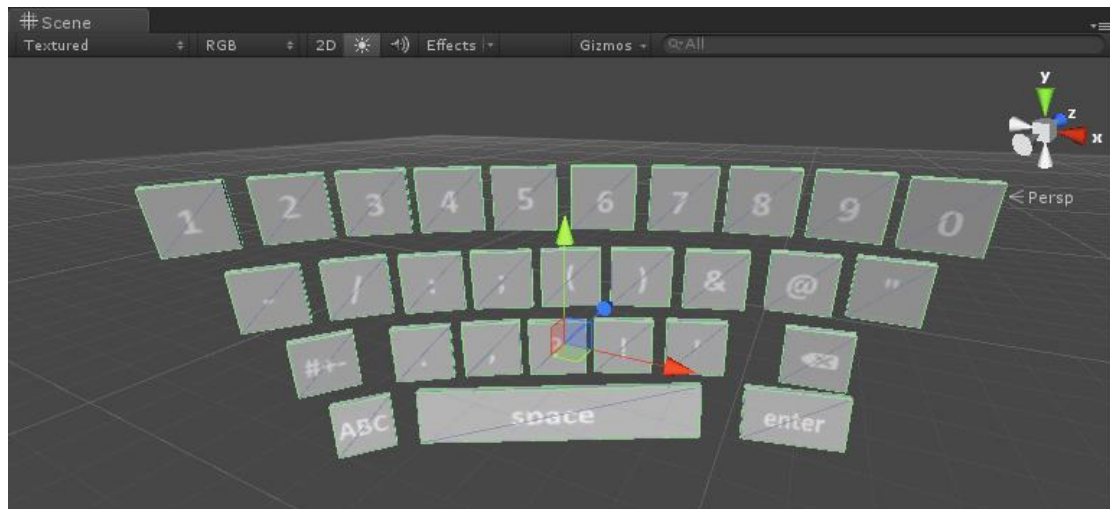 Scene
Textured RGB 2D Effects Gizmos All
y
z
x
Persp
1 2 3 4 5 6 7 8 9 0
/ : ; ( ) & @ "
#+- . , ? ! '
ABC space enter